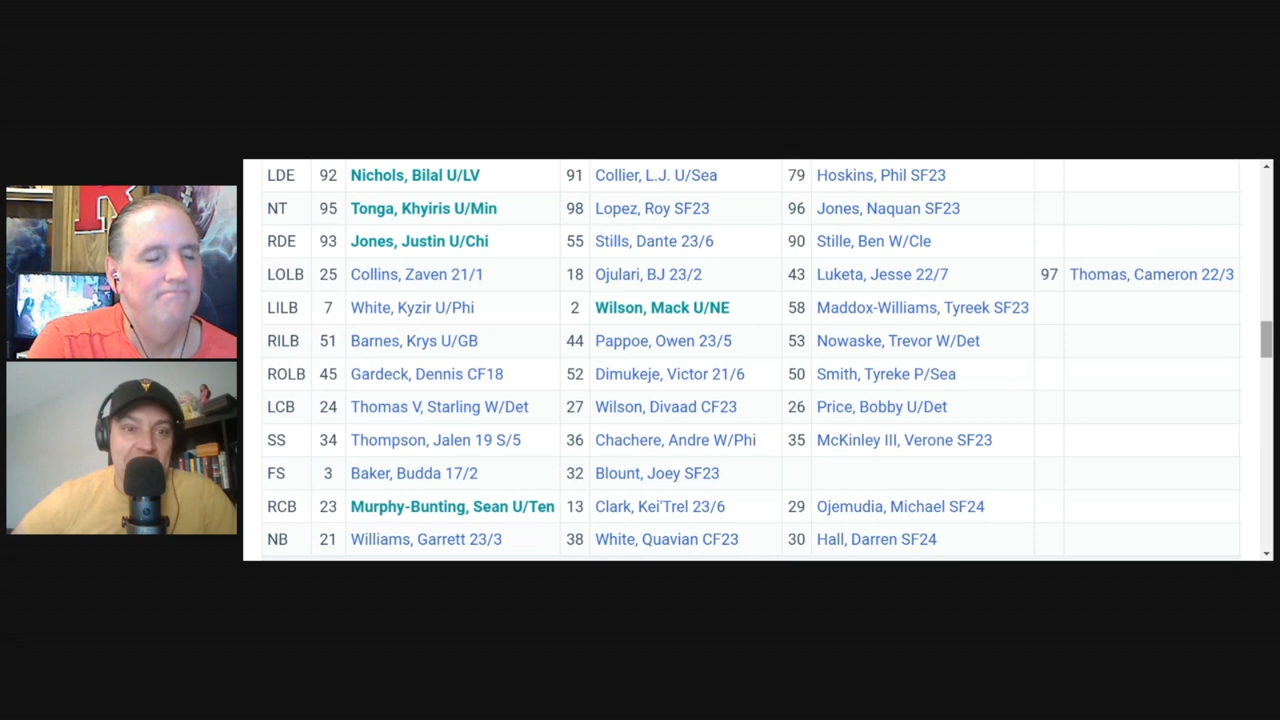 R
LDE 92 Nichols, Bilal U/LV 91 Collier, L.J. U/Sea 79 Hoskins, Phil SF23
NT 95 Tonga, Khyiris U/Min 98 Lopez, Roy SF23 96 Jones, Naquan SF23
RDE 93 Jones, Justin U/Chi 55 Stills, Dante 23/6 90 Stille, Ben W/Cle
LOLB 25 Collins, Zaven 21/1 18 Ojulari, BJ 23/2 43 Luketa, Jesse 22/7 97 Thomas, Cameron 22/3
LILB 7 White, Kyzir U/Phi 2 Wilson, Mack U/NE 58 Maddox-Williams, Tyreek SF23
RILB 51 Barnes, Krys U/GB 44 Pappoe, Owen 23/5 53 Nowaske, Trevor W/Det
ROLB 45 Gardeck, Dennis CF18 52 Dimukeje, Victor 21/6 50 Smith, Tyreke P/Sea
LCB 24 Thomas V, Starling W/Det 27 Wilson, Divaad CF23 26 Price, Bobby U/Det
SS 34 Thompson, Jalen 19 S/5 36 Chachere, Andre W/Phi 35 McKinley III, Verone SF23
FS 3 Baker, Budda 17/2 32 Blount, Joey SF23
RCB 23 Murphy-Bunting, Sean U/Ten 13 Clark, Kei'Trel 23/6 29 Ojemudia, Michael SF24
NB 21 Williams, Garrett 23/3 38 White, Quavian CF23 30 Hall, Darren SF24